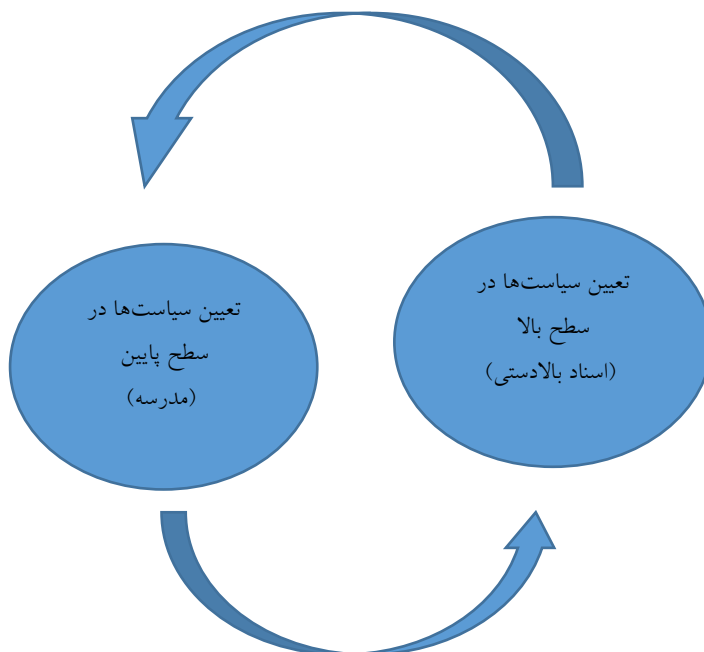 تعیین سیاست‌ها در
سطح بالا
(اسناد بالادستی)
تعیین سیاست‌ها در
سطح پایین
(مدرسه)